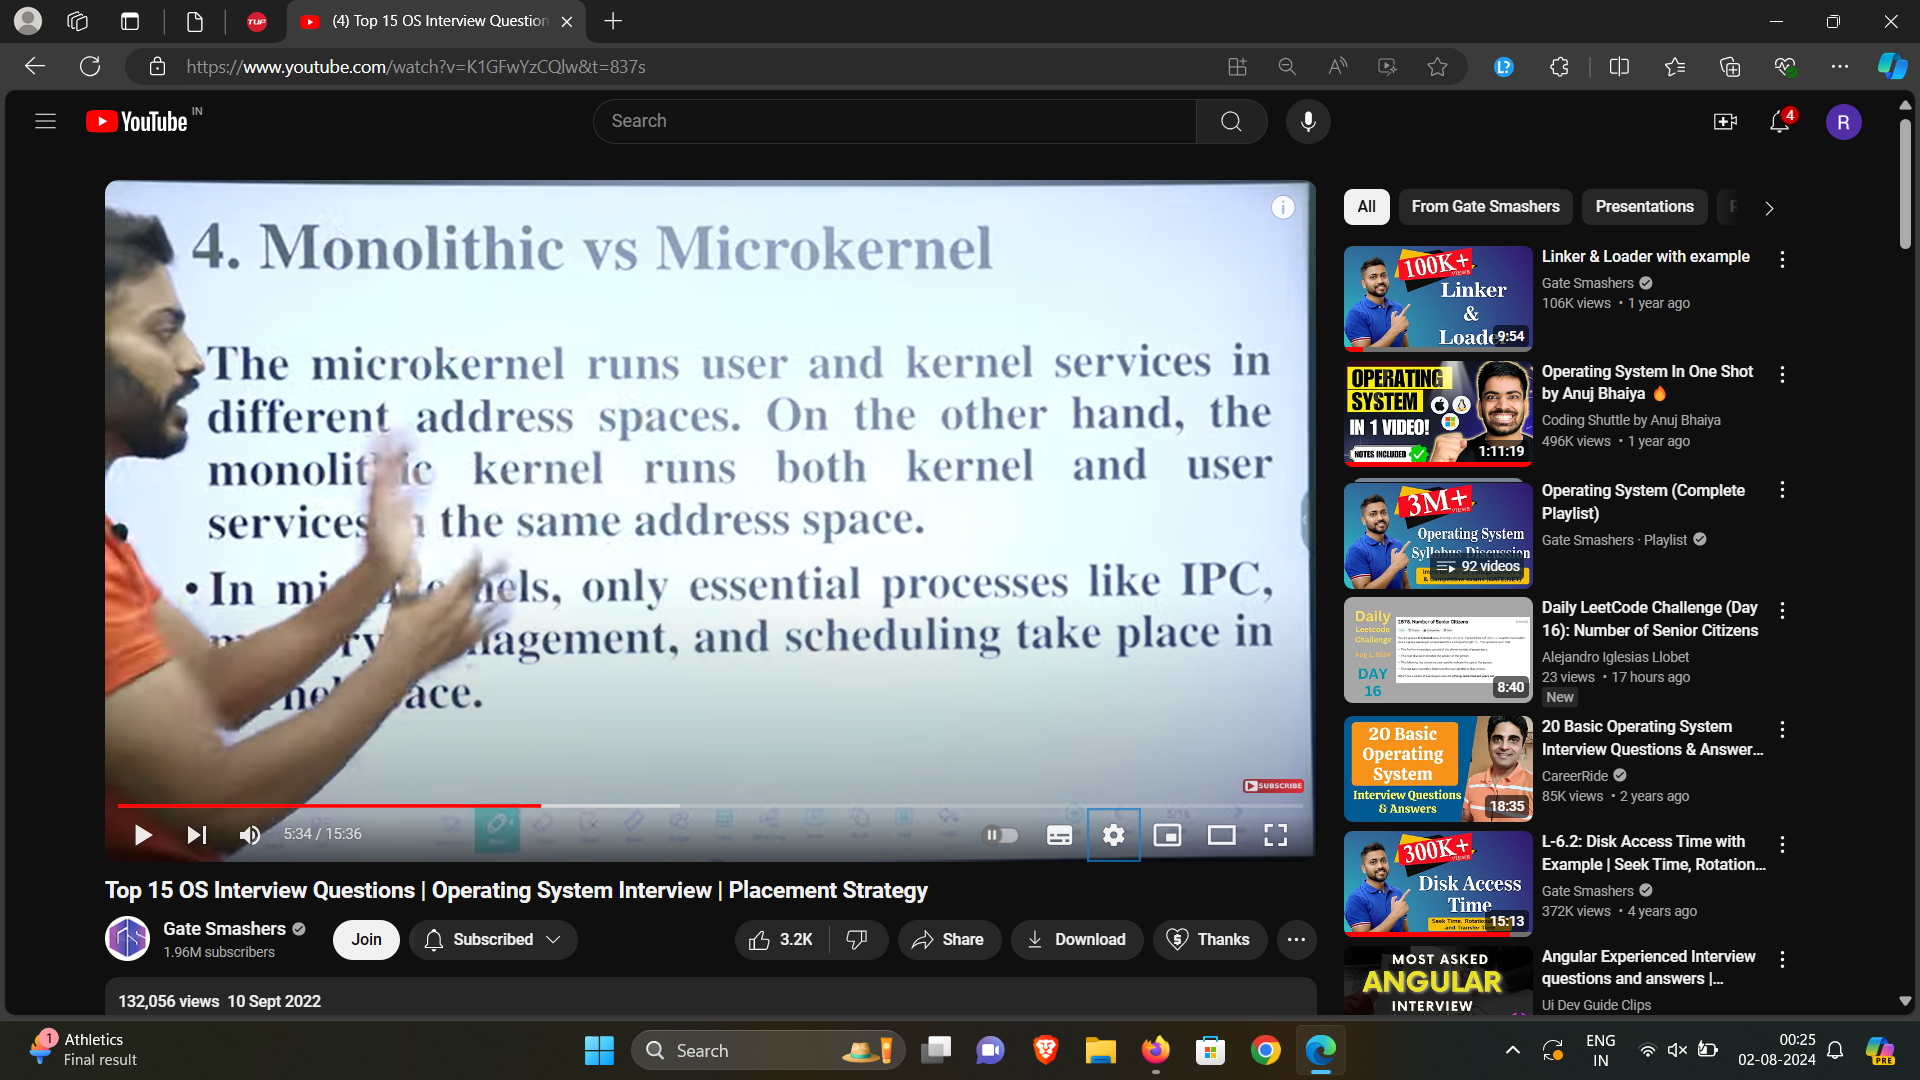 (4) Top 15 OS Interview Question
https://www.youtube.com/watch?v=K1GFwYzCQlw&t=837s
YouTube IN
Search
4
R
4. Monolithic vs Microkernel
The microkernel runs user and kernel services in
different address spaces. On the other hand, the
kernel runs both kernel and user
services the same address space.
• In only essential processes like IPC,
and scheduling take place in
SUBSCRIBE
5:34 / 15:36
Top 15 OS Interview Questions | Operating System Interview | Placement Strategy
Gate Smashers
1.96M subscribers
Join
Subscribed
3.2K
Share
Download
Thanks
132,056 views 10 Sept 2022
All
From Gate Smashers
Presentations
100K+
VIEWS
Linker
&
9:54
Linker & Loader with example
Gate Smashers
106K views • 1 year ago
OPERATING
SYSTEM
IN 1 VIDEO!
NOTES INCLUDED
1:11:19
Operating System In One Shot
by Anuj Bhaiya
Coding Shuttle by Anuj Bhaiya
496K views • 1 year ago
3M+
VIEWS
Operating System
Syllabus Discussion
92 videos
Operating System (Complete
Playlist)
Gate Smashers · Playlist
Daily
Leetcode
Challenge
Aug 1, 2024
DAY
16
2678. Number of Senior Citizens
8:40
Daily LeetCode Challenge (Day
16): Number of Senior Citizens
Alejandro Iglesias Llobet
23 views • 17 hours ago
New
20 Basic
Operating
System
Interview Questions
& Answers
18:35
20 Basic Operating System
Interview Questions & Answer...
CareerRide
85K views • 2 years ago
300K+
VIEWS
Disk Access
Time
15:13
L-6.2: Disk Access Time with
Example | Seek Time, Rotation...
Gate Smashers
372K views • 4 years ago
MOST ASKED
ANGULAR
INTERVIEW
Angular Experienced Interview
questions and answers |...
Ui Dev Guide Clips
1
Athletics
Final result
Search
ENG
IN
00:25
02-08-2024
PRE